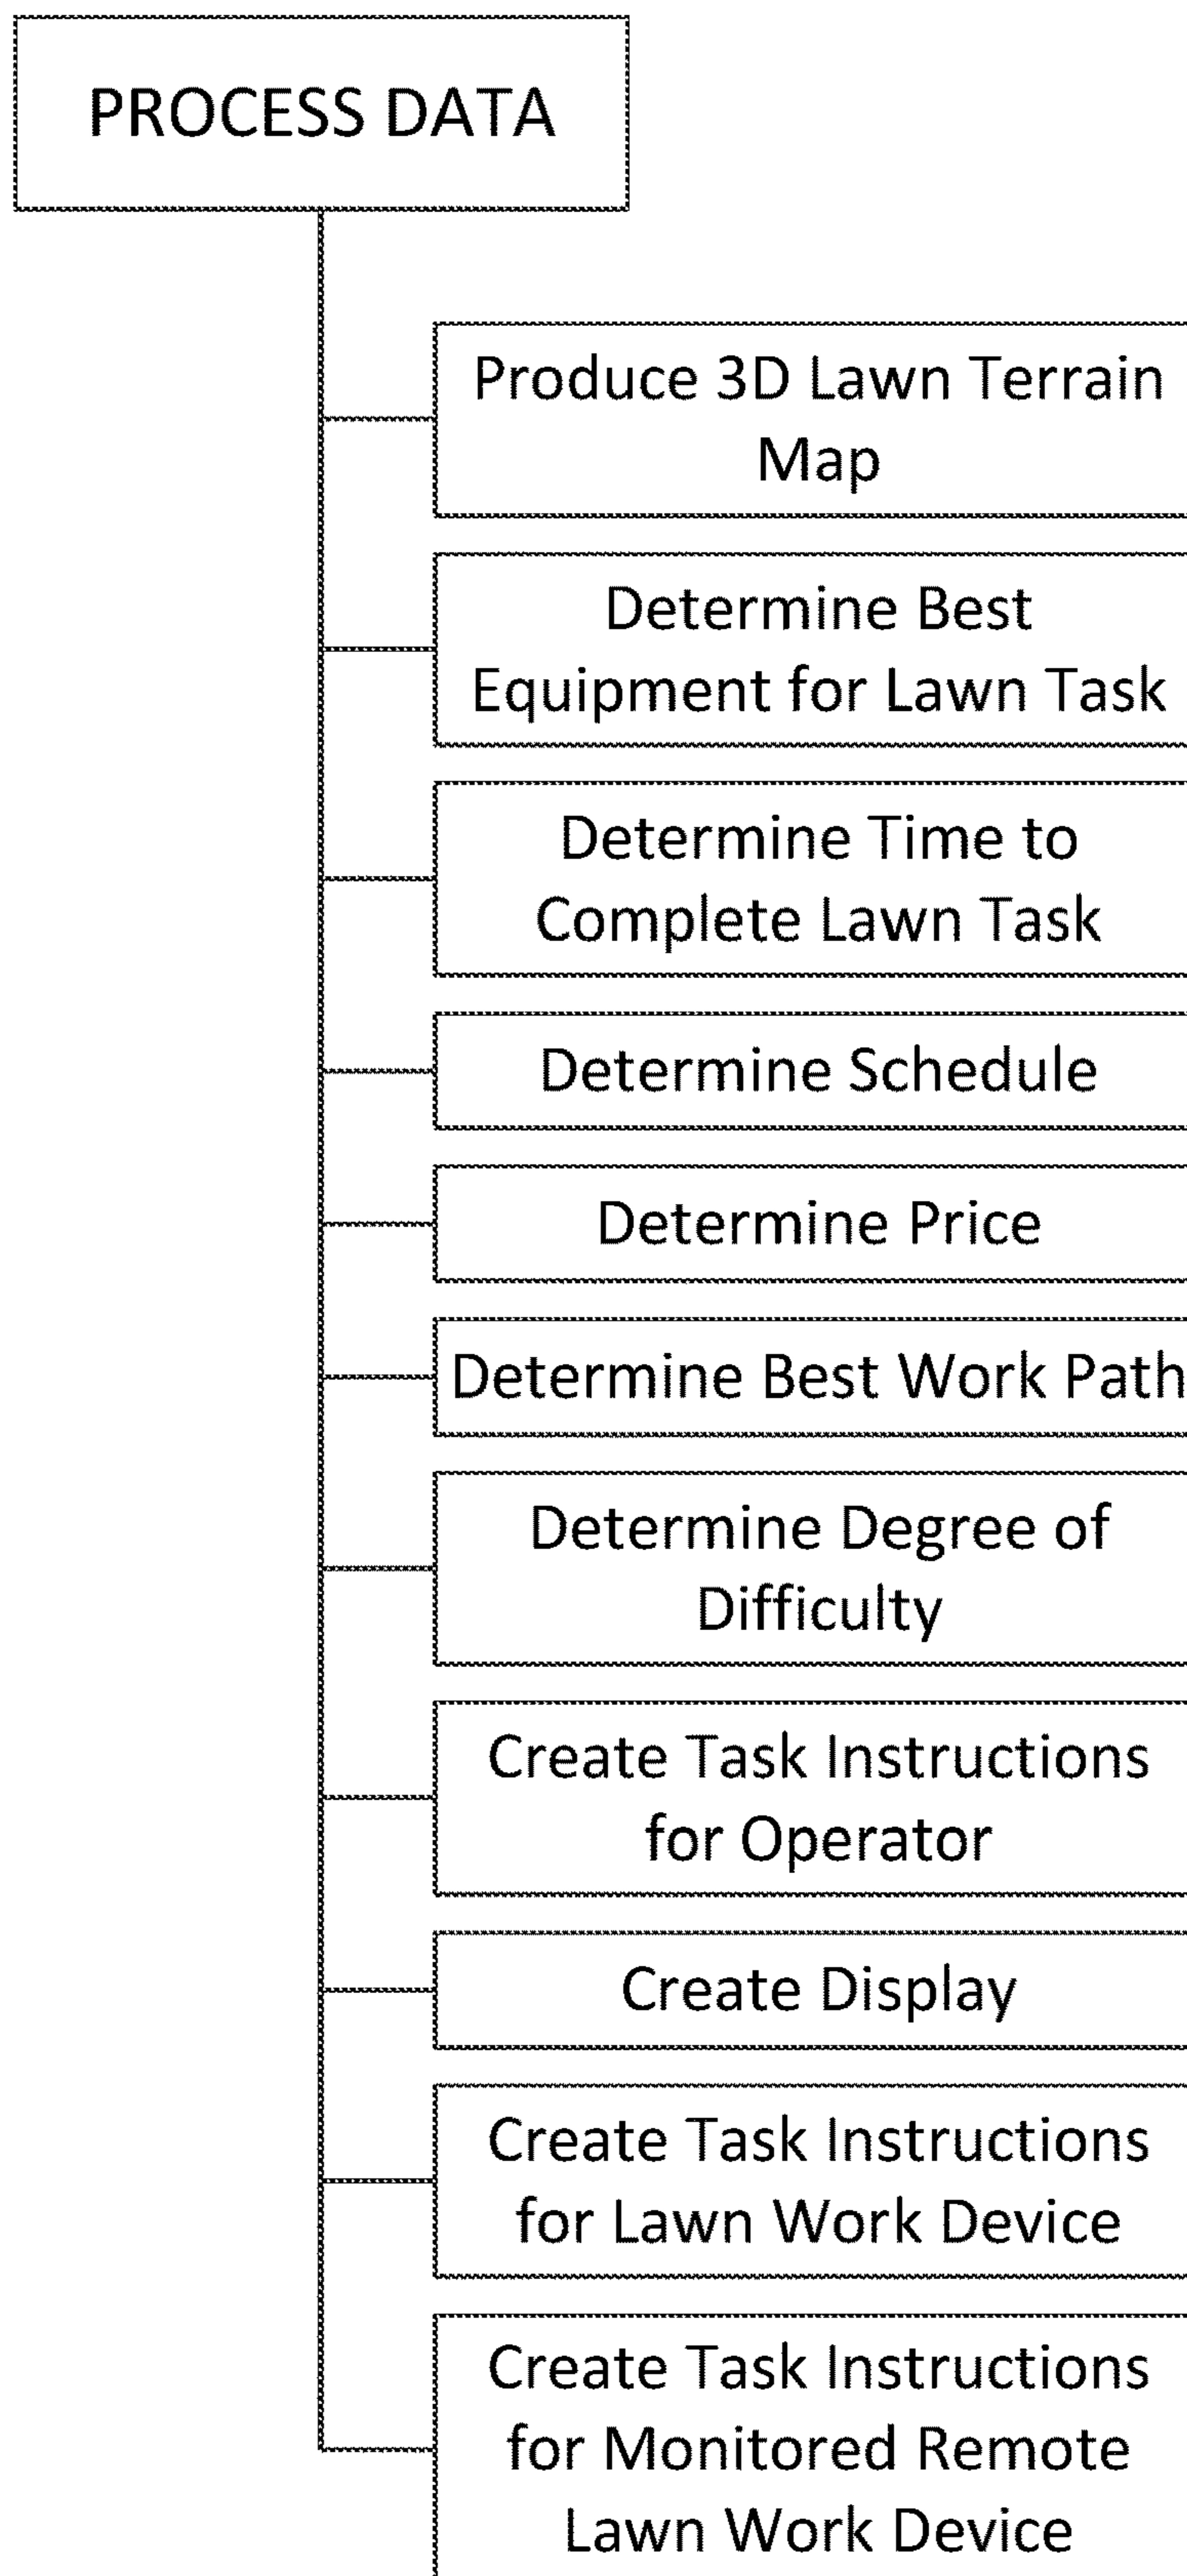 PROCESS DATA
Produce 3D Lawn Terrain
Map
Determine Best
Equipment for Lawn Task
Determine Time to
Complete Lawn Task
Determine Schedule
Determine Price
Determine Best Work Path
Determine Degree of
Difficulty
Create Task Instructions
for Operator
Create Display
Create Task Instructions
for Lawn Work Device
Create Task Instructions
for Monitored Remote
Lawn Work Device